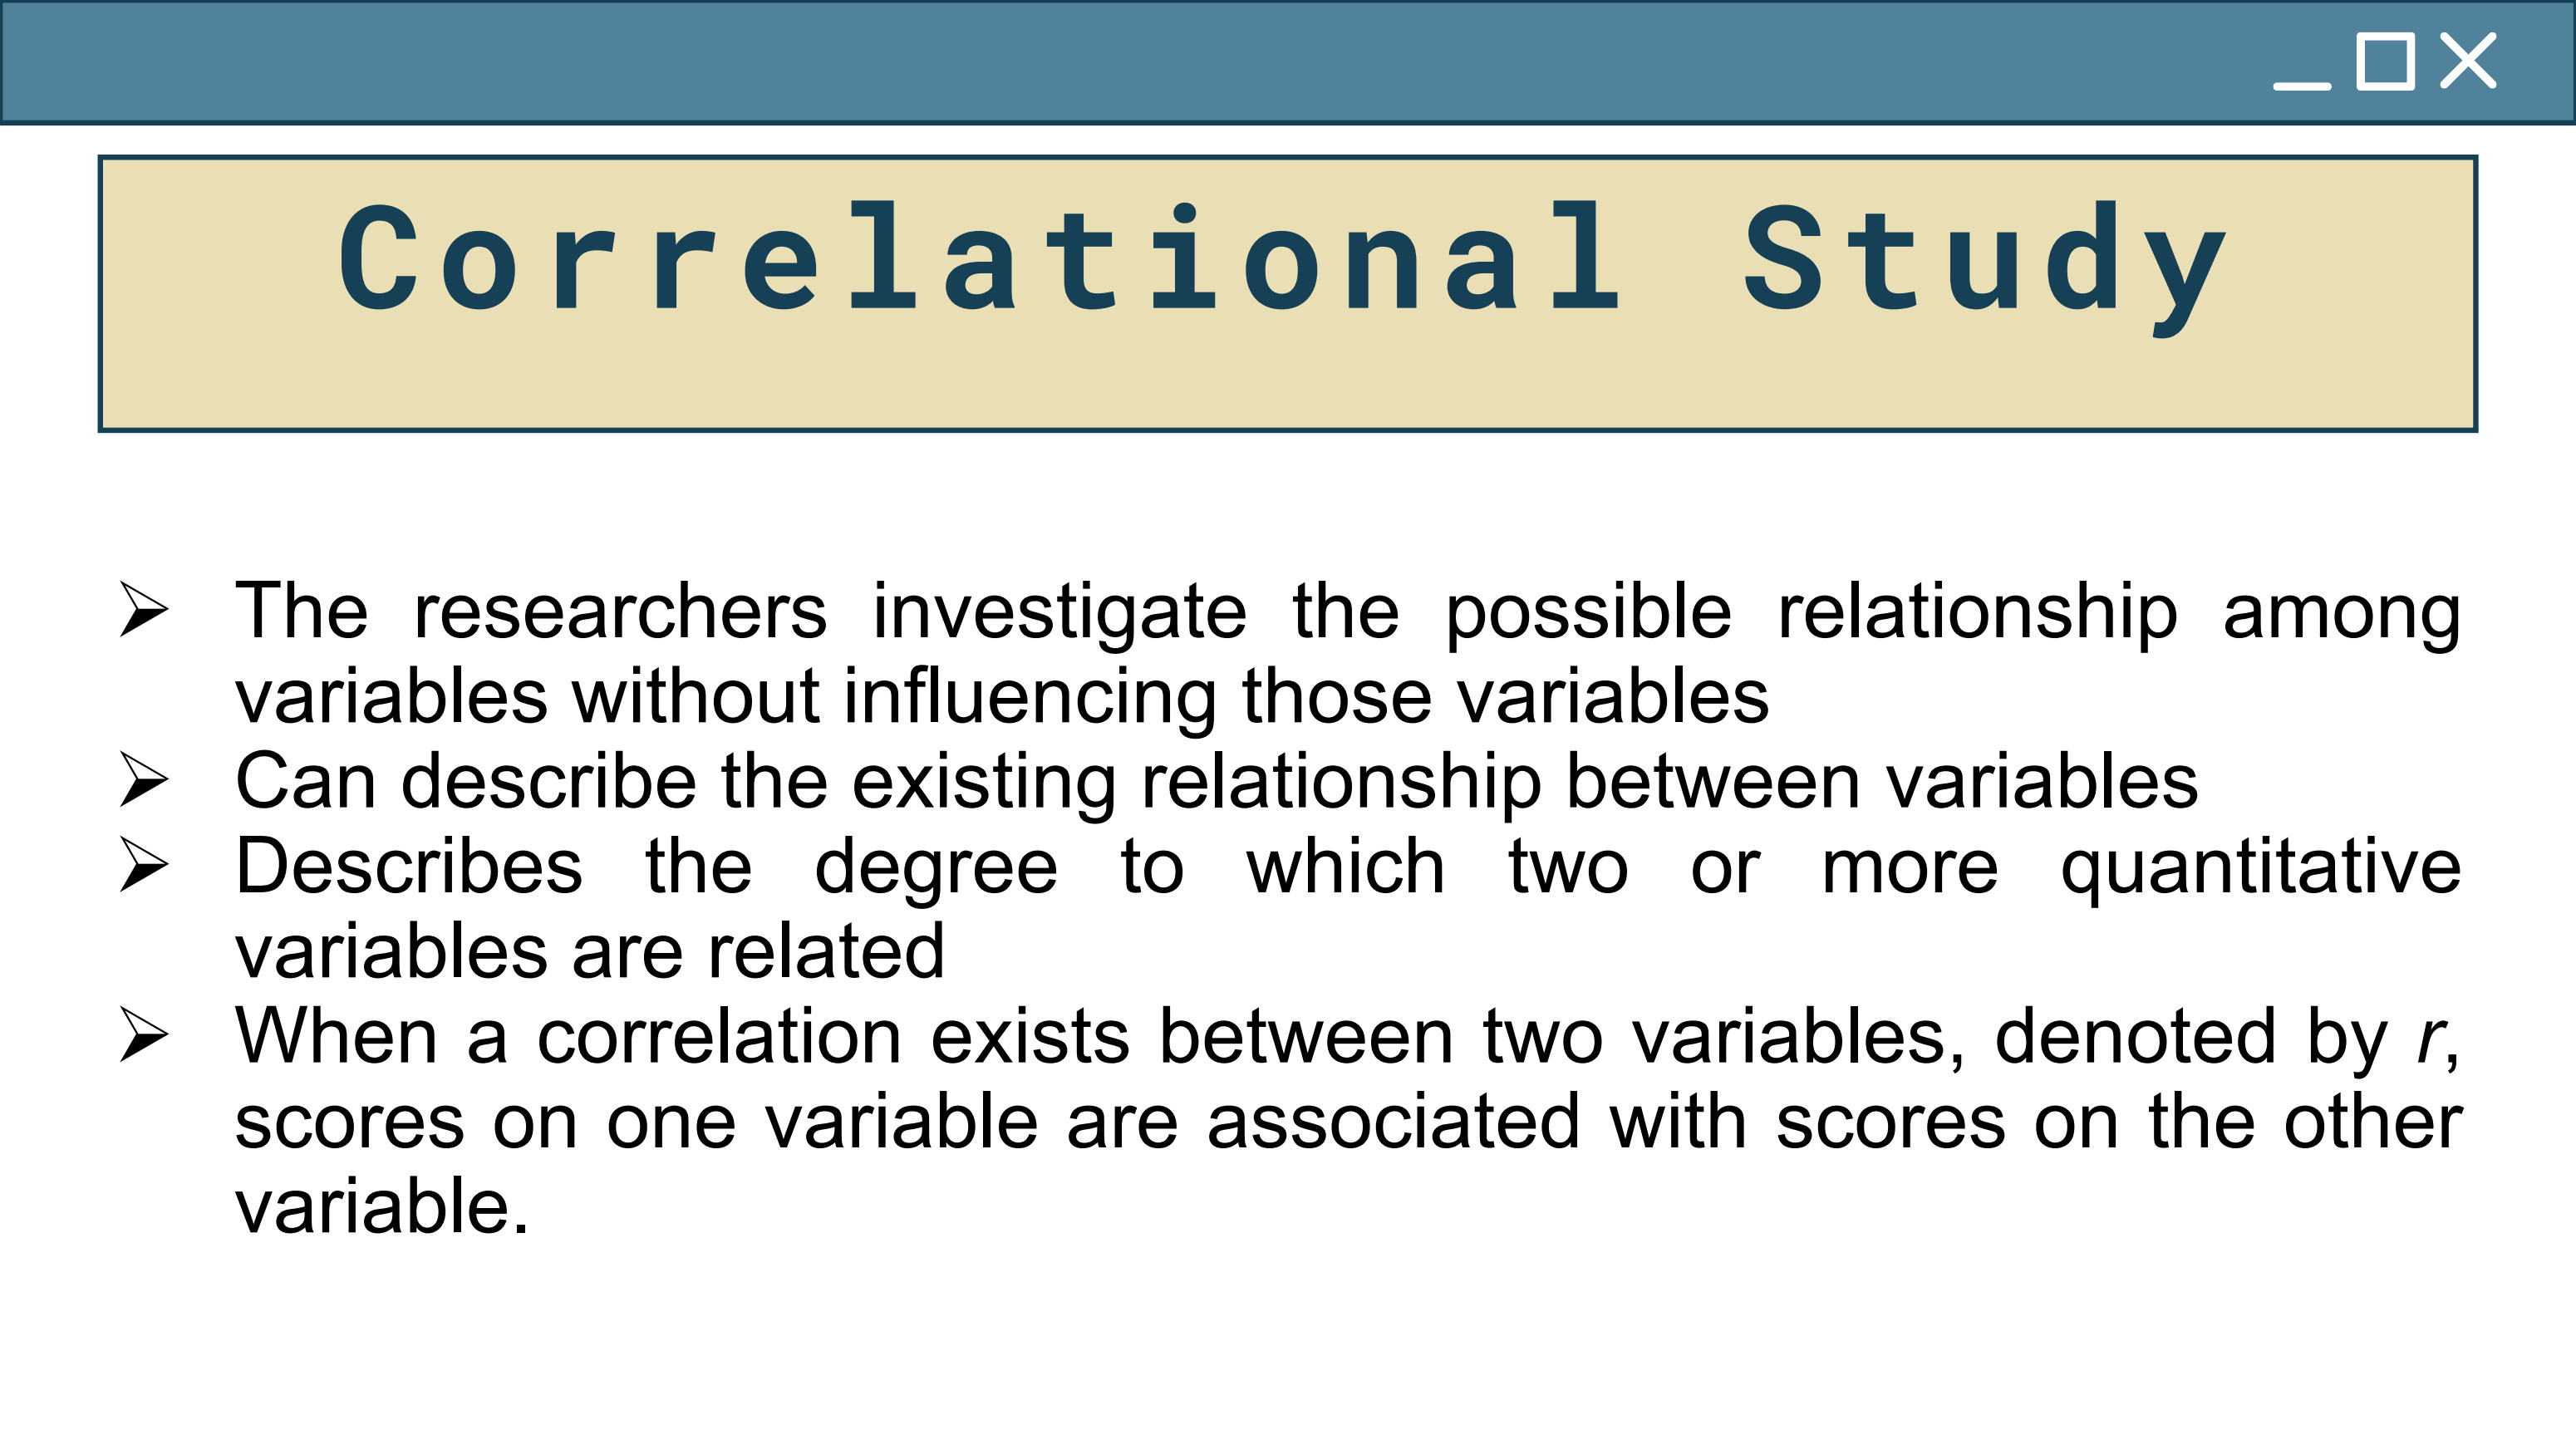 Correlational Study
➢ The researchers investigate the possible relationship among
variables without influencing those variables
➢ Can describe the existing relationship between variables
➢ Describes the degree to which two or more quantitative
variables are related
➢ When a correlation exists between two variables, denoted by r,
scores on one variable are associated with scores on the other
variable.